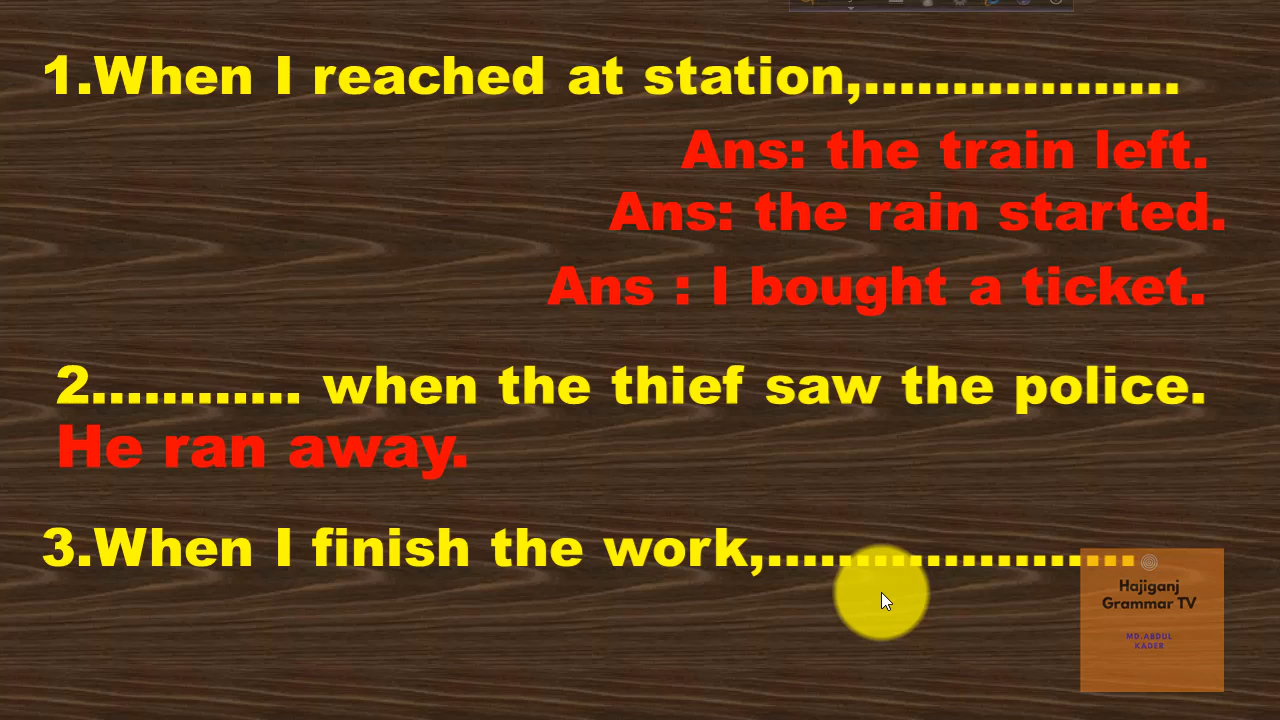 1.When I reached at station,..................
Ans: the train left.
Ans: the rain started.
Ans : I bought a ticket.
2............ when the thief saw the police.
He ran away.
3.When I finish the work,.....................
Hajiganj
Grammar TV
MD.ABDUL
KADER